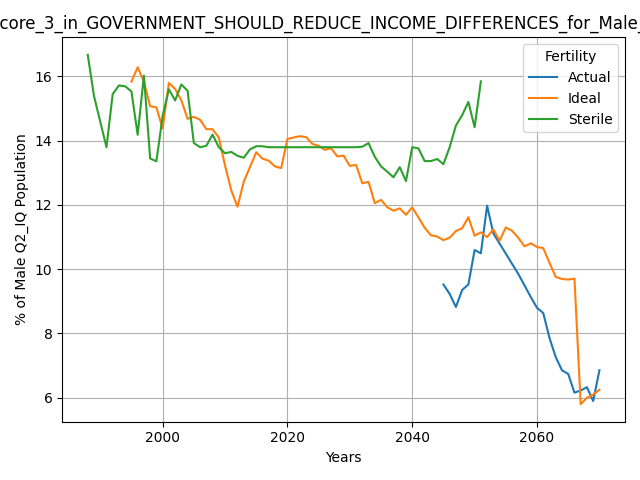 core_3_in_GOVERNMENT_SHOULD_REDUCE_INCOME_DIFFERENCES_for_Male_
Fertility
Actual
Ideal
Sterile
% of Male Q2_IQ Population
16
14
12
10
8
6
2000 2020 2040 2060
Years